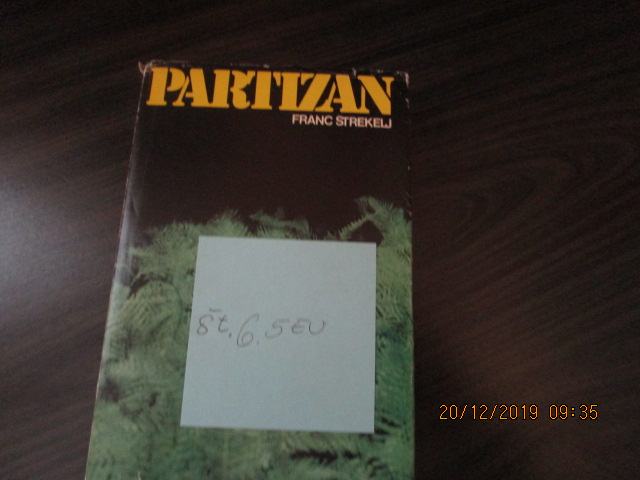 PARTIZAN
FRANC ŠTREKELJ
št. 6. 5 EU
20/12/2019 09:35